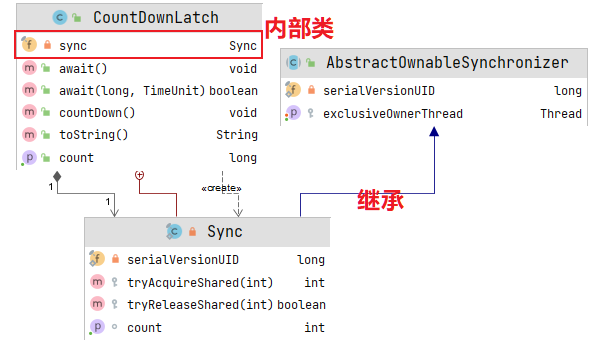 CountDownLatch
内部类
sync Sync
await() void
await(long, TimeUnit) boolean
countDown() void
toString() String
count long
AbstractOwnableSynchronizer
serialVersionUID long
exclusiveOwnerThread Thread
1
1
«create»
继承
Sync
serialVersionUID long
tryAcquireShared(int) int
tryReleaseShared(int) boolean
count int